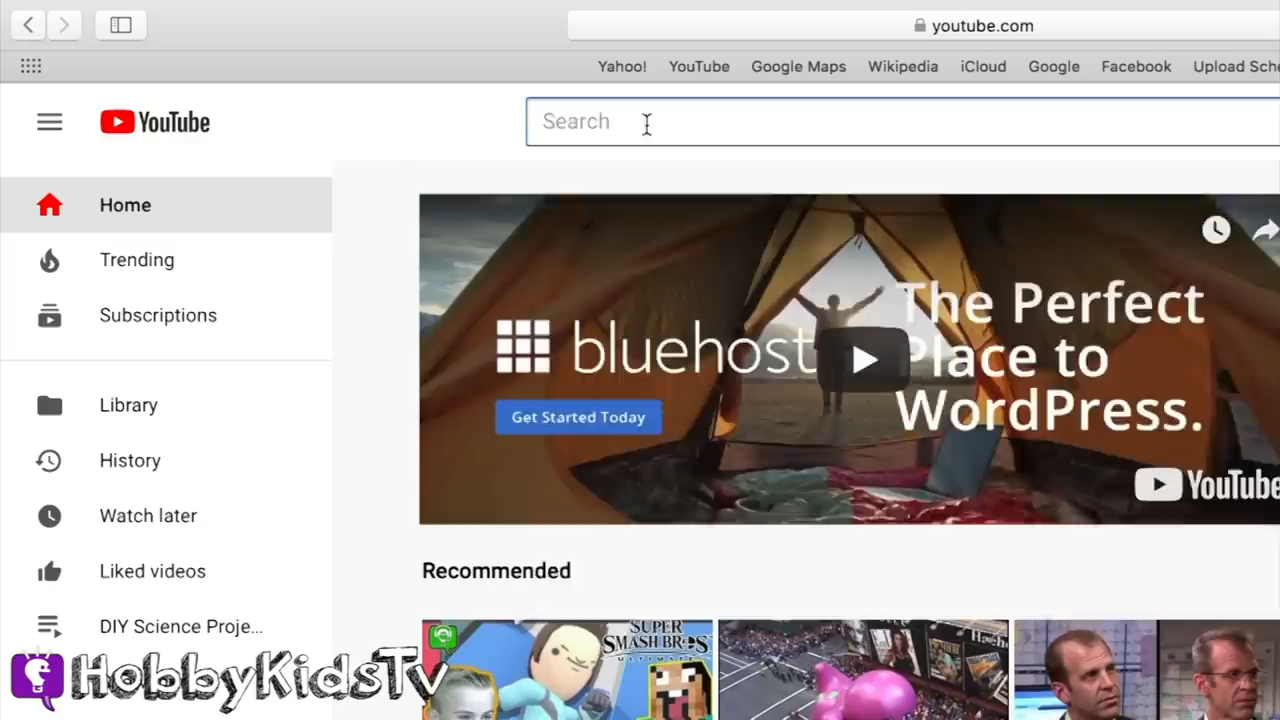 youtube.com
Yahoo! YouTube Google Maps Wikipedia iCloud Google Facebook Upload Sche
YouTube
Search
Home
Trending
Subscriptions
Library
History
Watch later
Liked videos
DIY Science Proje...
bluehost
Get Started Today
The Perfect
Place to
WordPress.
YouTube
Recommended
SUPER
SMASH BROS
ULTIMATE
HobbyKidsTv